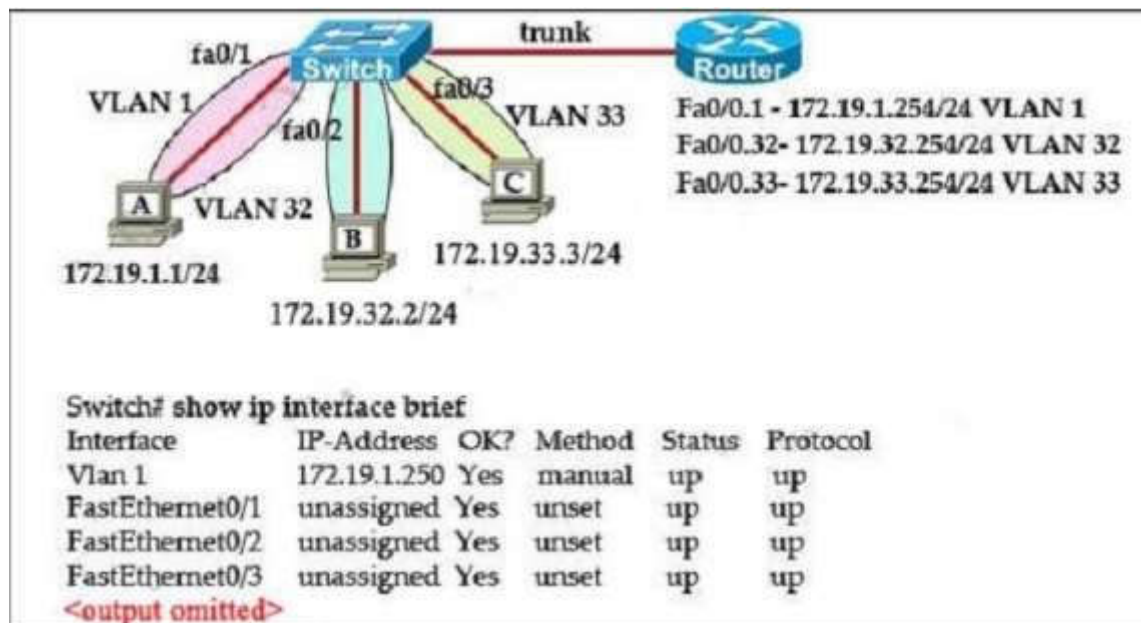 trunk
fa0/1
Switch
Router
VLAN 1
fa0/2
fa0/3
VLAN 33
Fa0/0.1 - 172.19.1.254/24 VLAN 1
Fa0/0.32- 172.19.32.254/24 VLAN 32
Fa0/0.33- 172.19.33.254/24 VLAN 33
A
VLAN 32
B
C
172.19.1.1/24
172.19.33.3/24
172.19.32.2/24
Switch# show ip interface brief
Interface IP-Address OK? Method Status Protocol
Vlan 1 172.19.1.250 Yes manual up up
FastEthernet0/1 unassigned Yes unset up up
FastEthernet0/2 unassigned Yes unset up up
FastEthernet0/3 unassigned Yes unset up up
<output omitted>